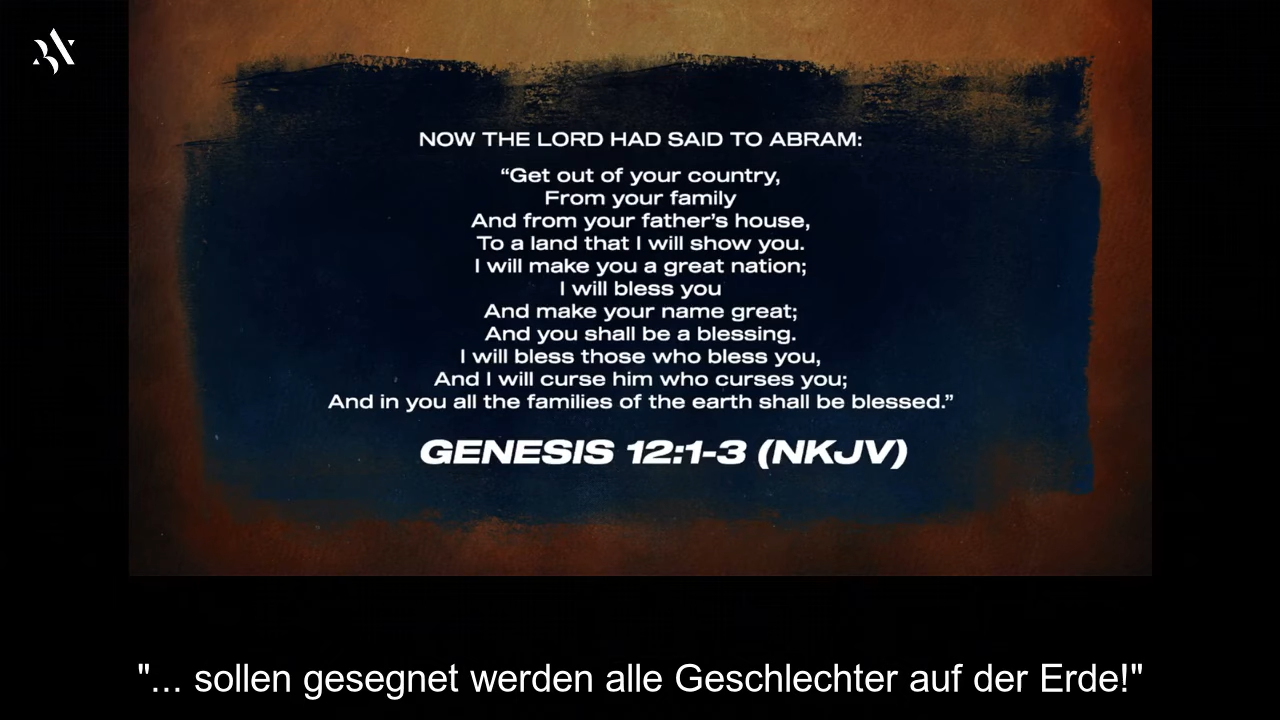 NOW THE LORD HAD SAID TO ABRAM:
“Get out of your country,
From your family
And from your father’s house,
To a land that I will show you.
I will make you a great nation;
I will bless you
And make your name great;
And you shall be a blessing.
I will bless those who bless you,
And I will curse him who curses you;
And in you all the families of the earth shall be blessed.”
GENESIS 12:1-3 (NKJV)
"... sollen gesegnet werden alle Geschlechter auf der Erde!"